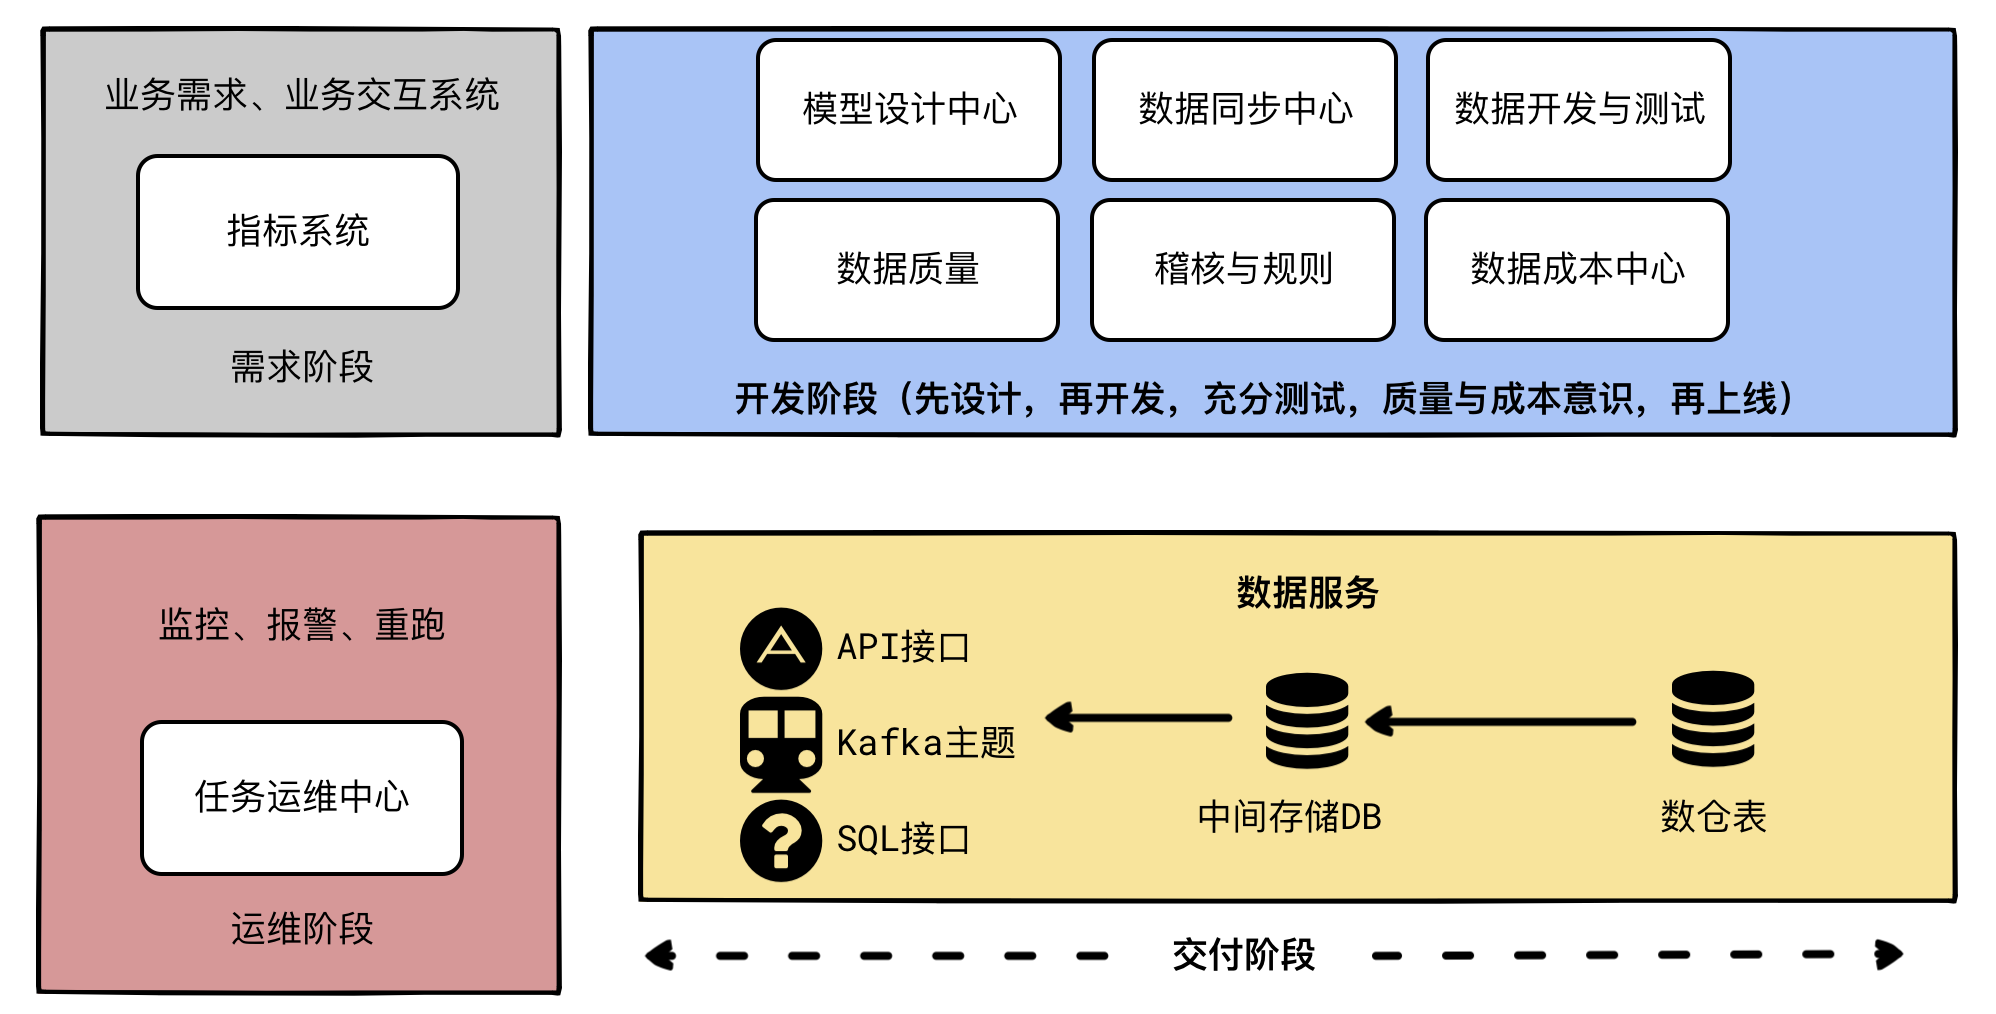 业务需求、业务交互系统
指标系统
需求阶段
模型设计中心
数据同步中心
数据开发与测试
数据质量
稽核与规则
数据成本中心
开发阶段（先设计，再开发，充分测试，质量与成本意识，再上线）
监控、报警、重跑
任务运维中心
运维阶段
数据服务
API接口
Kafka主题
SQL接口
中间存储DB
数仓表
交付阶段